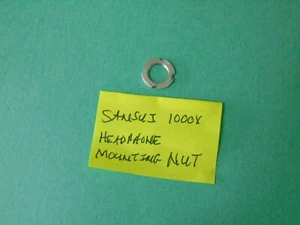 SANSUI 1000X
HEADPHONE
MOUNTING NUT